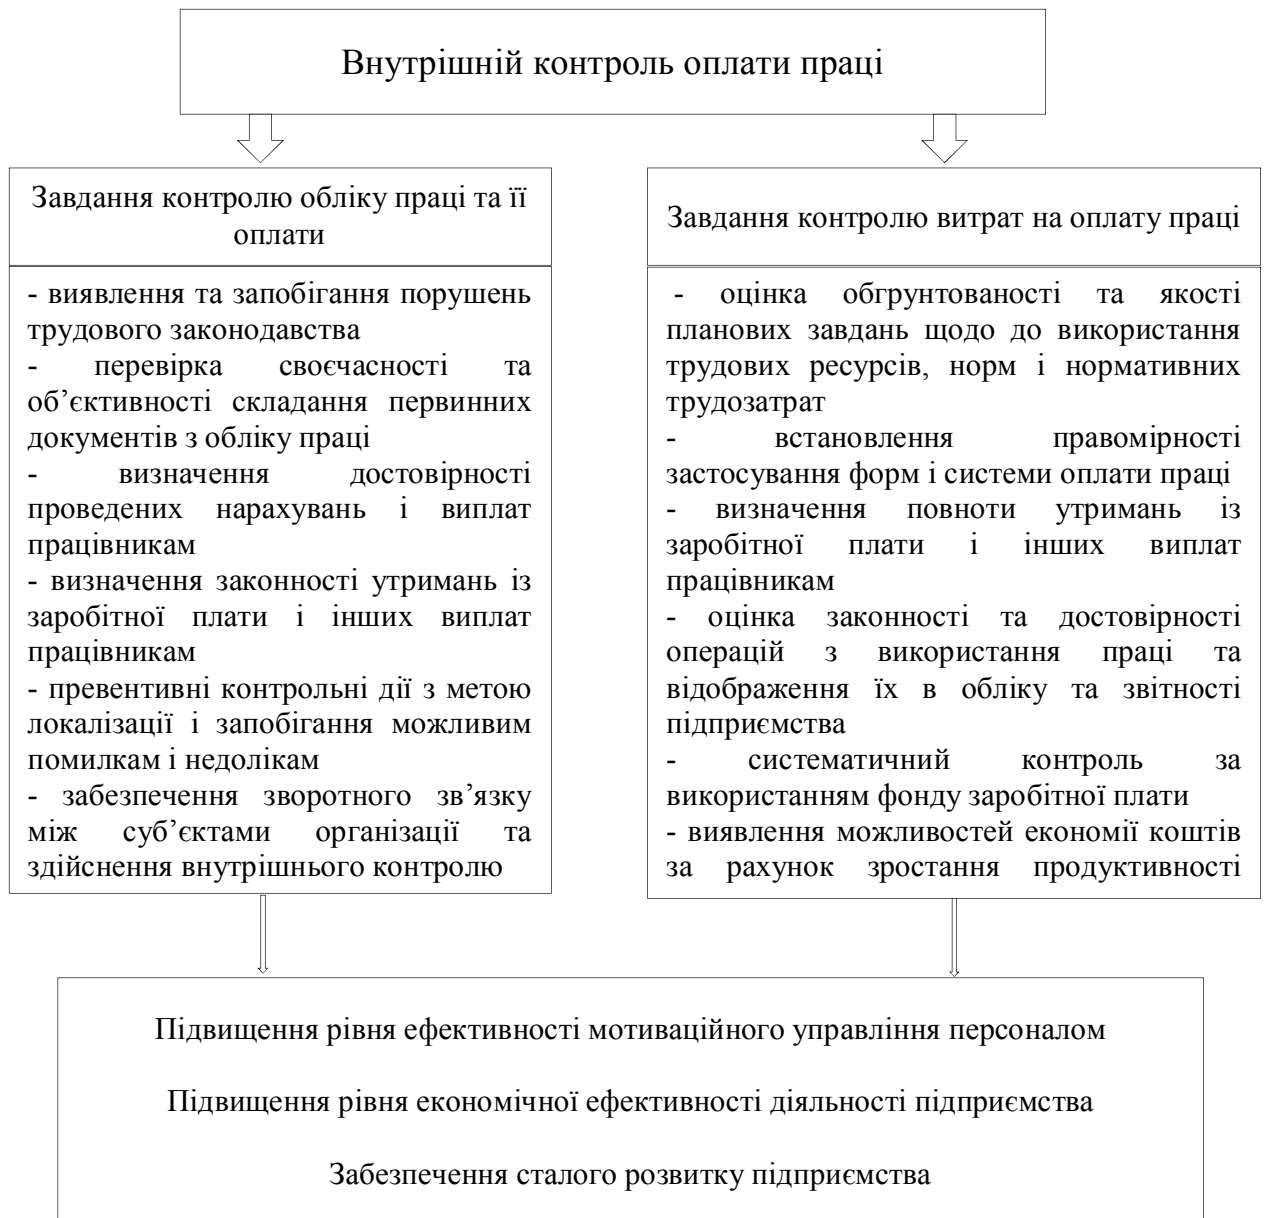 Внутрішній контроль оплати праці
Завдання контролю обліку праці та її
оплати
- виявлення та запобігання порушень
трудового законодавства
- перевірка своєчасності та
об’єктивності складання первинних
документів з обліку праці
- визначення достовірності
проведених нарахувань і виплат
працівникам
- визначення законності утримань із
заробітної плати і інших виплат
працівникам
- превентивні контрольні дії з метою
локалізації і запобігання можливим
помилкам і недолікам
- забезпечення зворотного зв’язку
між суб’єктами організації та
здійснення внутрішнього контролю
Завдання контролю витрат на оплату праці
- оцінка обгрунтованості та якості
планових завдань щодо до використання
трудових ресурсів, норм і нормативних
трудозатрат
- встановлення правомірності
застосування форм і системи оплати праці
- визначення повноти утримань із
заробітної плати і інших виплат
працівникам
- оцінка законності та достовірності
операцій з використання праці та
відображення їх в обліку та звітності
підприємства
- систематичний контроль за
використанням фонду заробітної плати
- виявлення можливостей економії коштів
за рахунок зростання продуктивності
Підвищення рівня ефективності мотиваційного управління персоналом
Підвищення рівня економічної ефективності діяльності підприємства
Забезпечення сталого розвитку підприємства